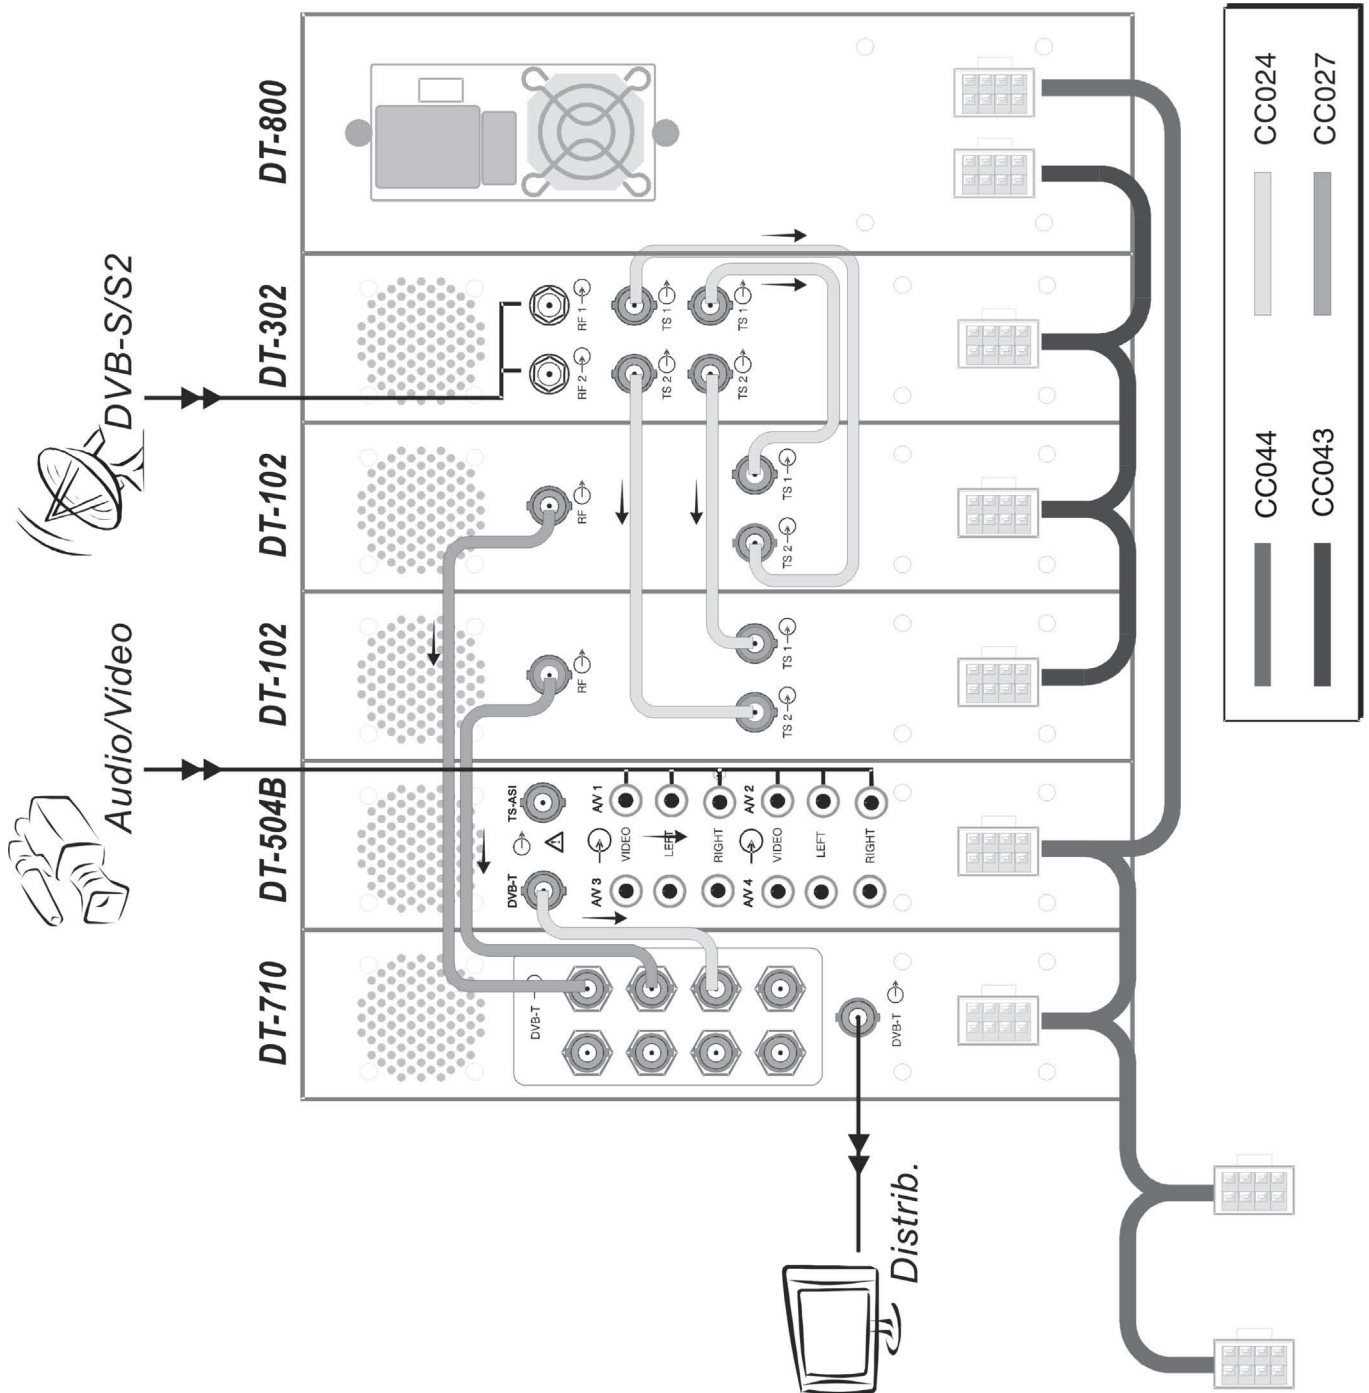 DVB-S/S2
Audio/Video
DT-710
DT-504B
DT-102
DT-102
DT-302
DT-800
DVB-T
DVB-T
DVB-T
TS-ASI
A/V 3
A/V 1
VIDEO
LEFT
RIGHT
A/V 4
A/V 2
VIDEO
LEFT
RIGHT
RF
TS 2
TS 1
RF
TS 2
TS 1
RF 2
RF 1
TS 2
TS 1
TS 2
TS 1
Distrib.
CC044
CC024
CC043
CC027